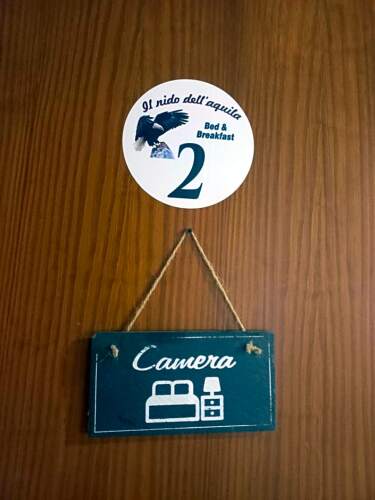 Il nido dell'aquila
Bed &
Breakfast
2
Camera